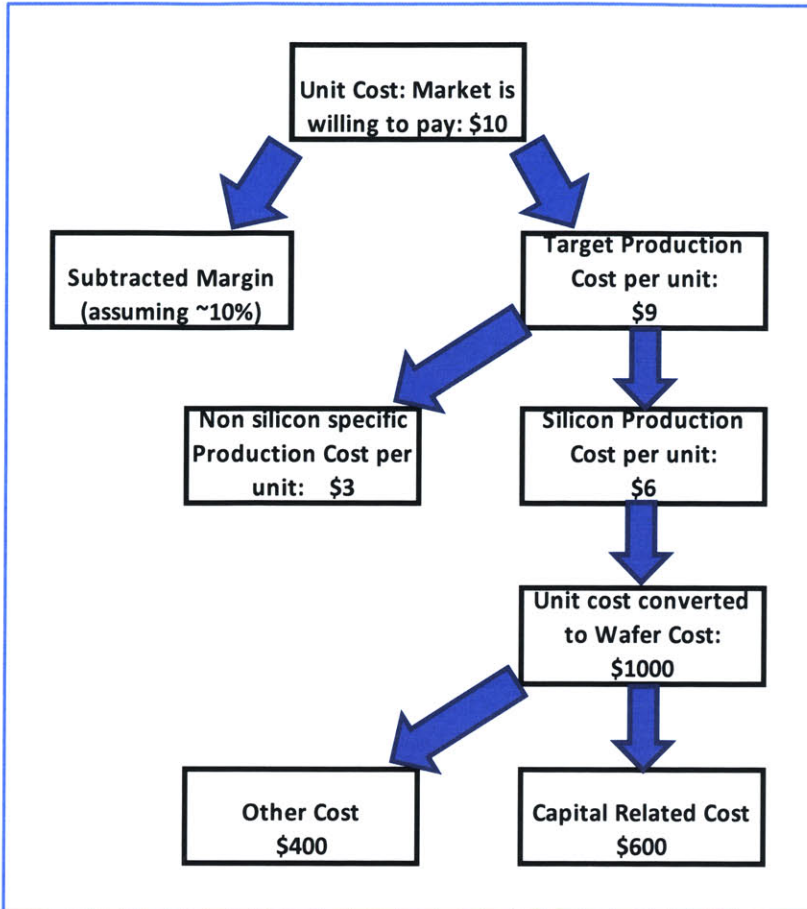 Unit Cost: Market is
willing to pay: $10
Subtracted Margin
(assuming ~10%)
Target Production
Cost per unit:
$9
Non silicon specific
Production Cost per
unit: $3
Silicon Production
Cost per unit:
$6
Unit cost converted
to Wafer Cost:
$1000
Other Cost
$400
Capital Related Cost
$600